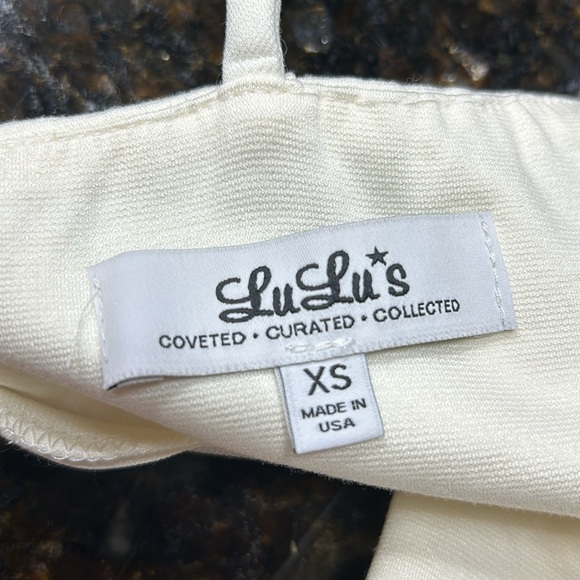 LuLu's
COVETED • CURATED • COLLECTED
XS
MADE IN
USA